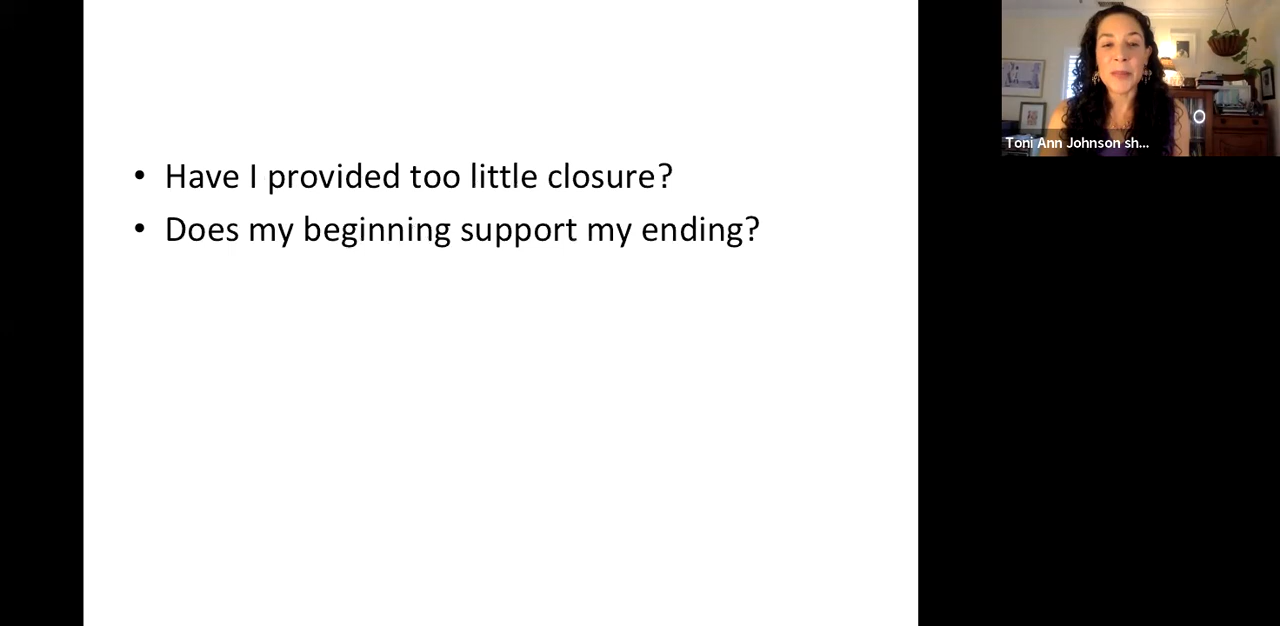 • Have I provided too little closure?
• Does my beginning support my ending?
Toni Ann Johnson sh...